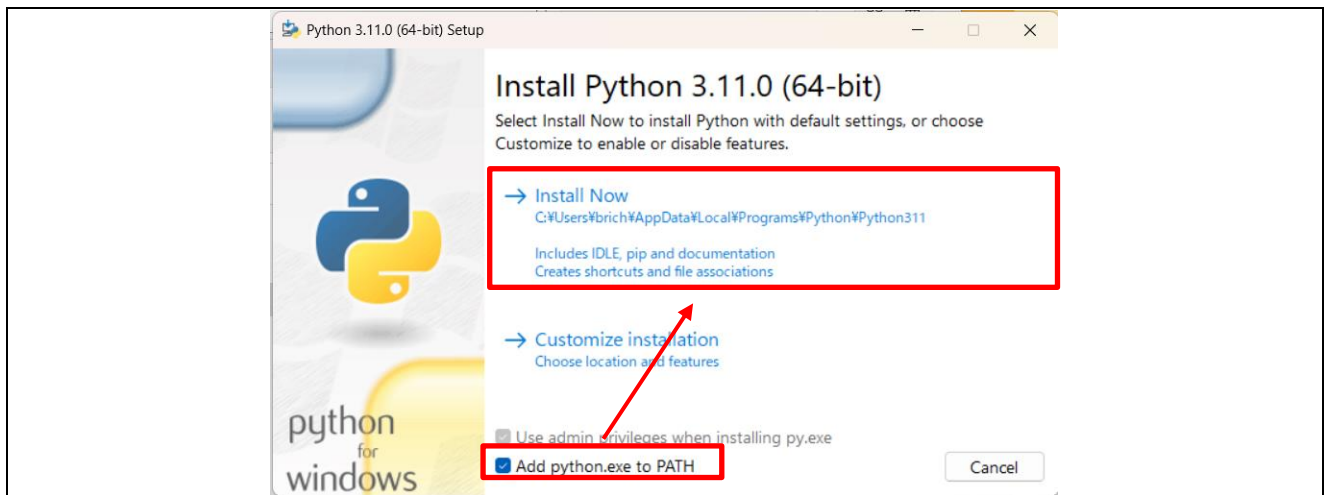 Python 3.11.0 (64-bit) Setup
Install Python 3.11.0 (64-bit)
Select Install Now to install Python with default settings, or choose
Customize to enable or disable features.
Install Now
C:¥Users¥brich¥AppData¥Local¥Programs¥Python¥Python311
Includes IDLE, pip and documentation
Creates shortcuts and file associations
Customize installation
Choose location and features
Use admin privileges when installing py.exe
Add python.exe to PATH
Cancel
python
for
windows